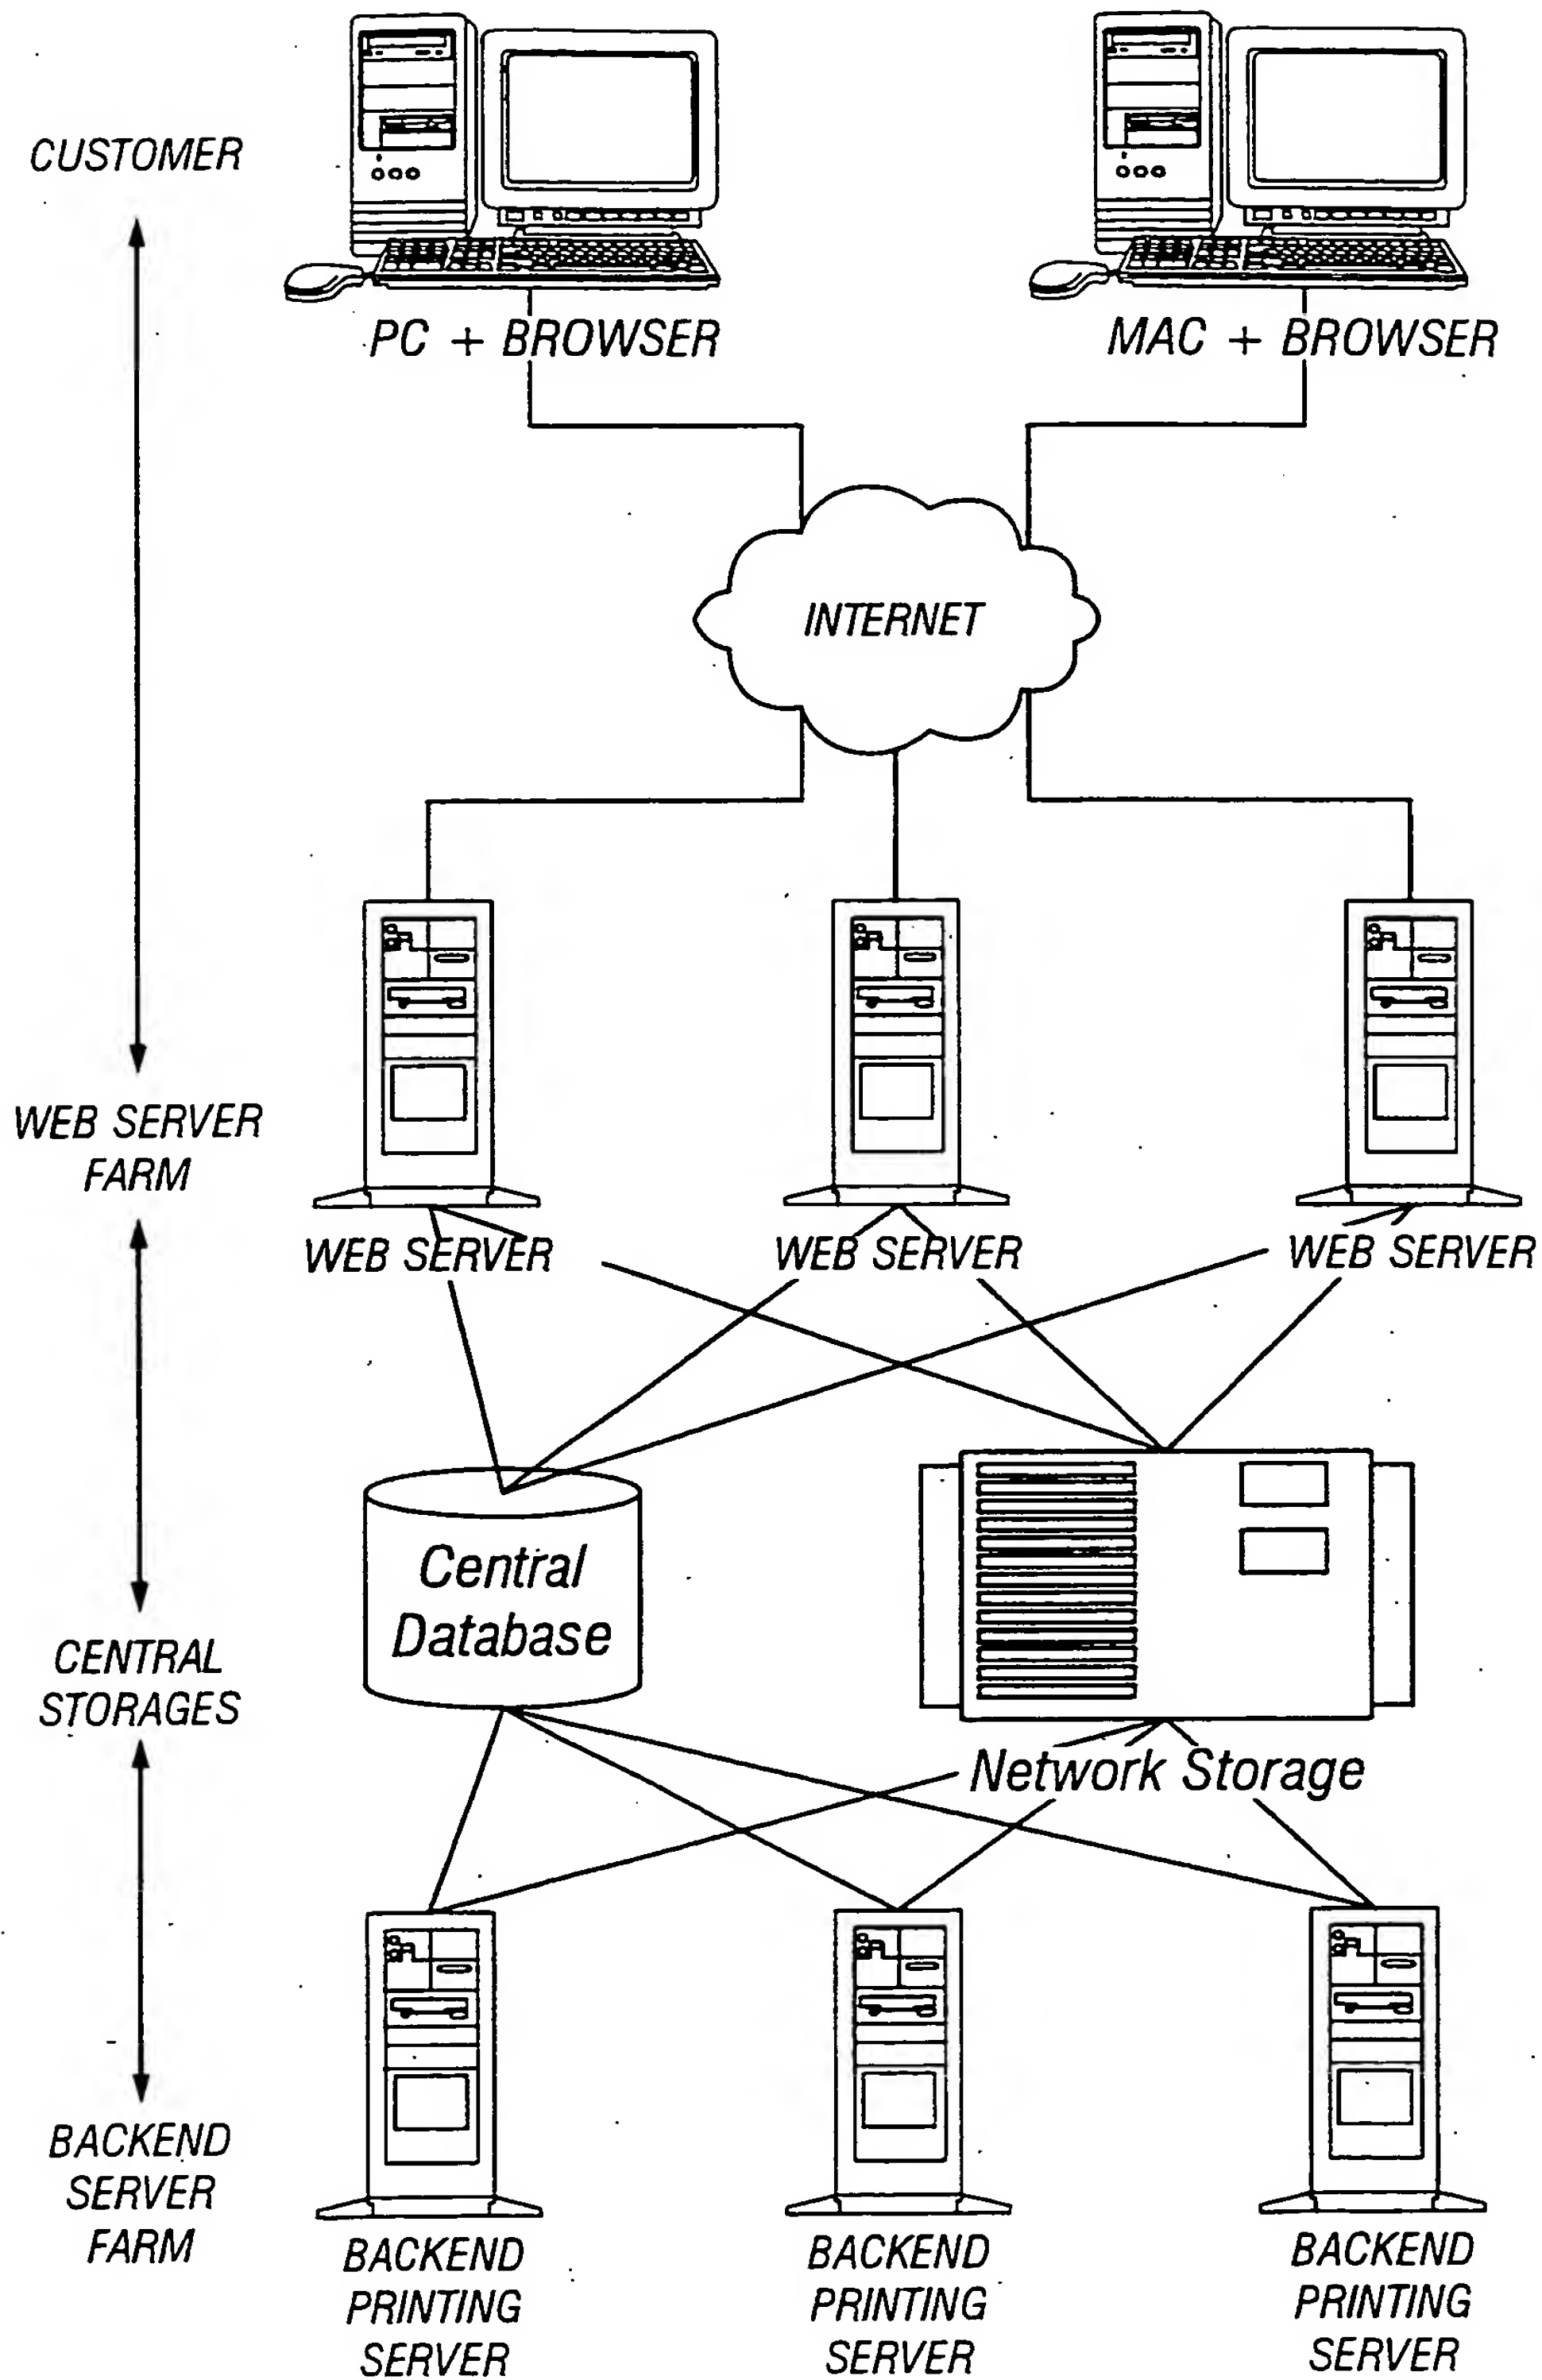 CUSTOMER
PC + BROWSER
MAC + BROWSER
INTERNET
WEB SERVER
FARM
WEB SERVER
WEB SERVER
WEB SERVER
Central
Database
CENTRAL
STORAGES
Network Storage
BACKEND
SERVER
FARM
BACKEND
PRINTING
SERVER
BACKEND
PRINTING
SERVER
BACKEND
PRINTING
SERVER